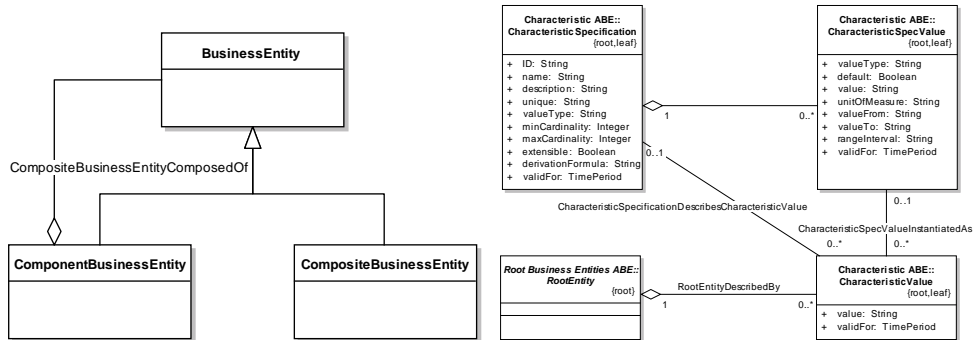 BusinessEntity
CompositeBusinessEntityComposedOf
ComponentBusinessEntity
CompositeBusinessEntity
Characteristic ABE::
CharacteristicSpecification
{root,leaf}
+ ID: String
+ name: String
+ description: String
+ unique: String
+ valueType: String
+ minCardinality: Integer
+ maxCardinality: Integer
+ extensible: Boolean
+ derivationFormula: String
+ validFor: TimePeriod
1
0..*
Characteristic ABE::
CharacteristicSpecValue
{root,leaf}
+ valueType: String
+ default: Boolean
+ value: String
+ unitOfMeasure: String
+ valueFrom: String
+ valueTo: String
+ rangeInterval: String
+ validFor: TimePeriod
0..1
0..1
CharacteristicSpecificationDescribesCharacteristicValue
CharacteristicSpecValueInstantiatedAs
0..*
0..*
Root Business Entities ABE::
RootEntity
{root}
RootEntityDescribedBy
1
0..*
Characteristic ABE::
CharacteristicValue
{root,leaf}
+ value: String
+ validFor: TimePeriod